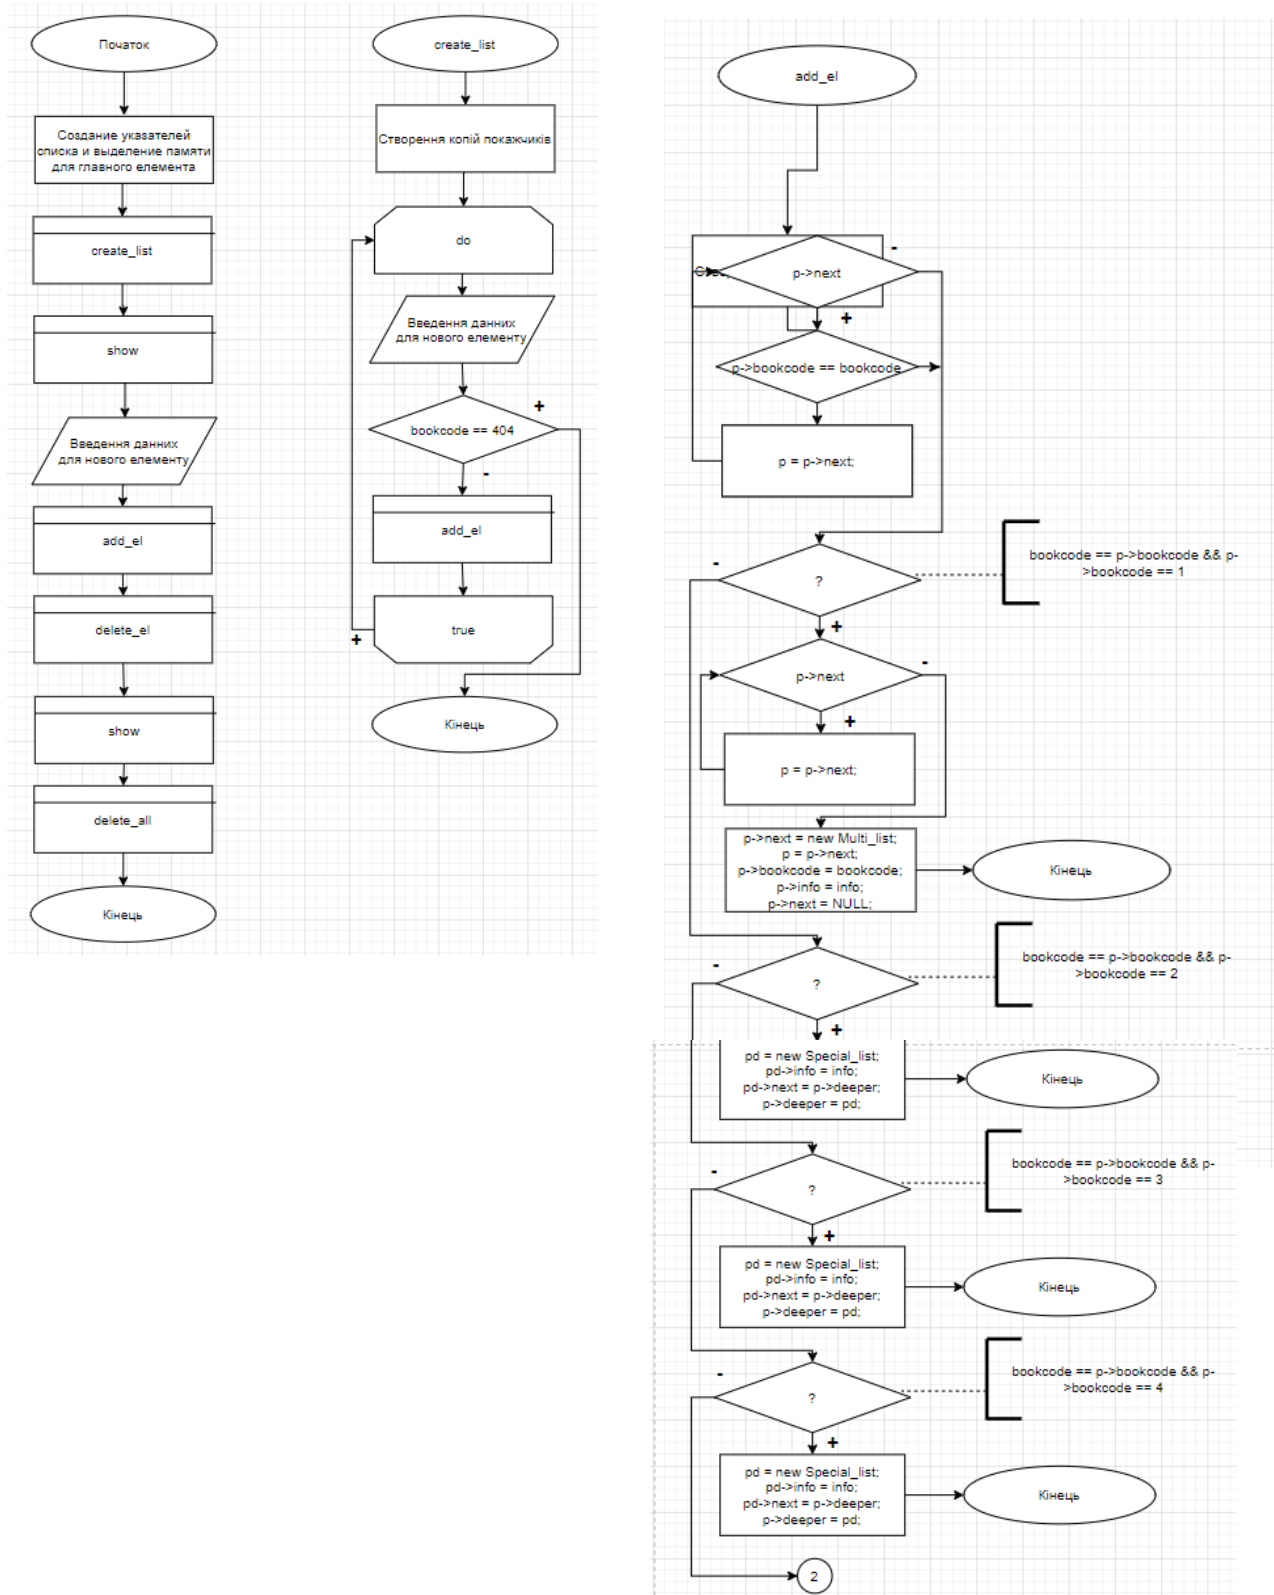 Початок
Создание указателей
списка и выделение памяти
для главного елемента
create_list
show
Введення данних
для нового елементу
add_el
delete_el
show
delete_all
Кінець
create_list
Створення копій покажчиків
do
Введення данних
для нового елементу
+
bookcode == 404
-
add_el
true
+
Кінець
add_el
-
p->next
+
p->bookcode == bookcode
p = p->next;
-
?
bookcode == p->bookcode && p-
>bookcode == 1
+
-
p->next
+
p = p->next;
p->next = new Multi_list;
p = p->next;
p->bookcode = bookcode;
p->info = info;
p->next = NULL;
Кінець
-
?
bookcode == p->bookcode && p-
>bookcode == 2
+
pd = new Special_list;
pd->info = info;
pd->next = p->deeper;
p->deeper = pd;
Кінець
-
?
bookcode == p->bookcode && p-
>bookcode == 3
+
pd = new Special_list;
pd->info = info;
pd->next = p->deeper;
p->deeper = pd;
Кінець
-
?
bookcode == p->bookcode && p-
>bookcode == 4
+
pd = new Special_list;
pd->info = info;
pd->next = p->deeper;
p->deeper = pd;
Кінець
2